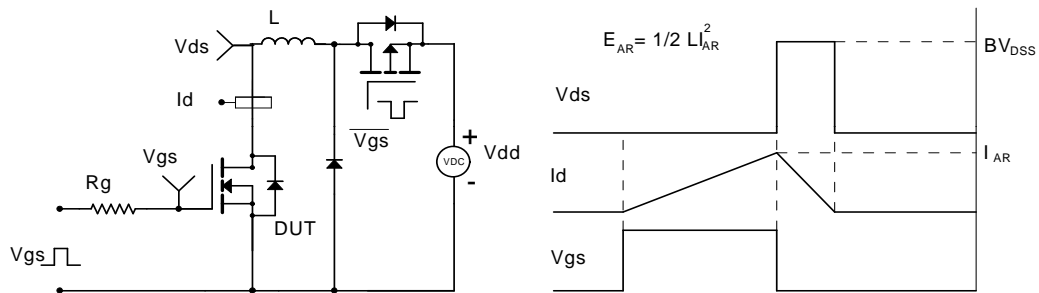 L
Vds
Id
Vgs
Rg
DUT
Vgs
Vgs
+
VDC
-
Vdd
E_AR = 1/2 LI_AR^2
Vds
BV_DSS
Id
I_AR
Vgs